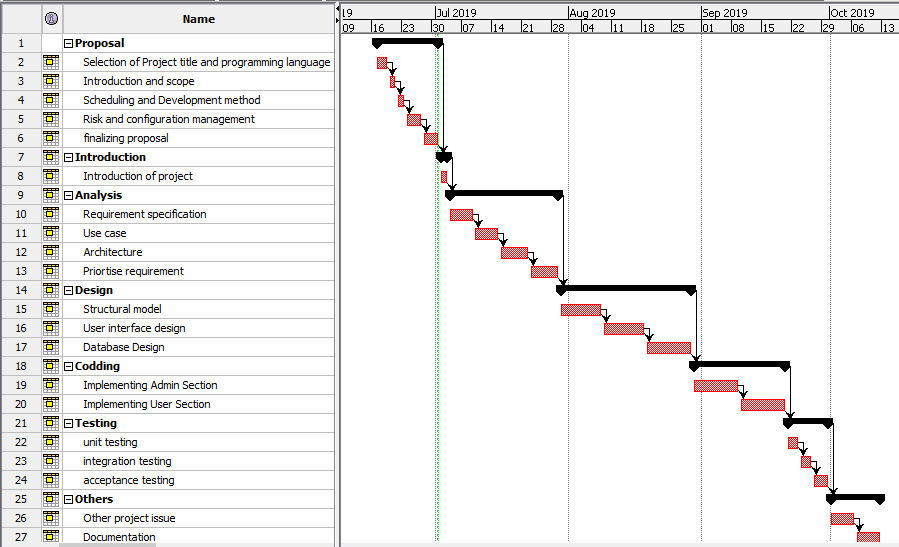 Name
19 Jul 2019 Aug 2019 Sep 2019 Oct 2019
09 16 23 30 07 14 21 28 04 11 18 25 01 08 15 22 29 06 13
1 Proposal
2 Selection of Project title and programming language
3 Introduction and scope
4 Scheduling and Development method
5 Risk and configuration management
6 finalizing proposal
7 Introduction
8 Introduction of project
9 Analysis
10 Requirement specification
11 Use case
12 Architecture
13 Priortise requirement
14 Design
15 Structural model
16 User interface design
17 Database Design
18 Codding
19 Implementing Admin Section
20 Implementing User Section
21 Testing
22 unit testing
23 integration testing
24 acceptance testing
25 Others
26 Other project issue
27 Documentation